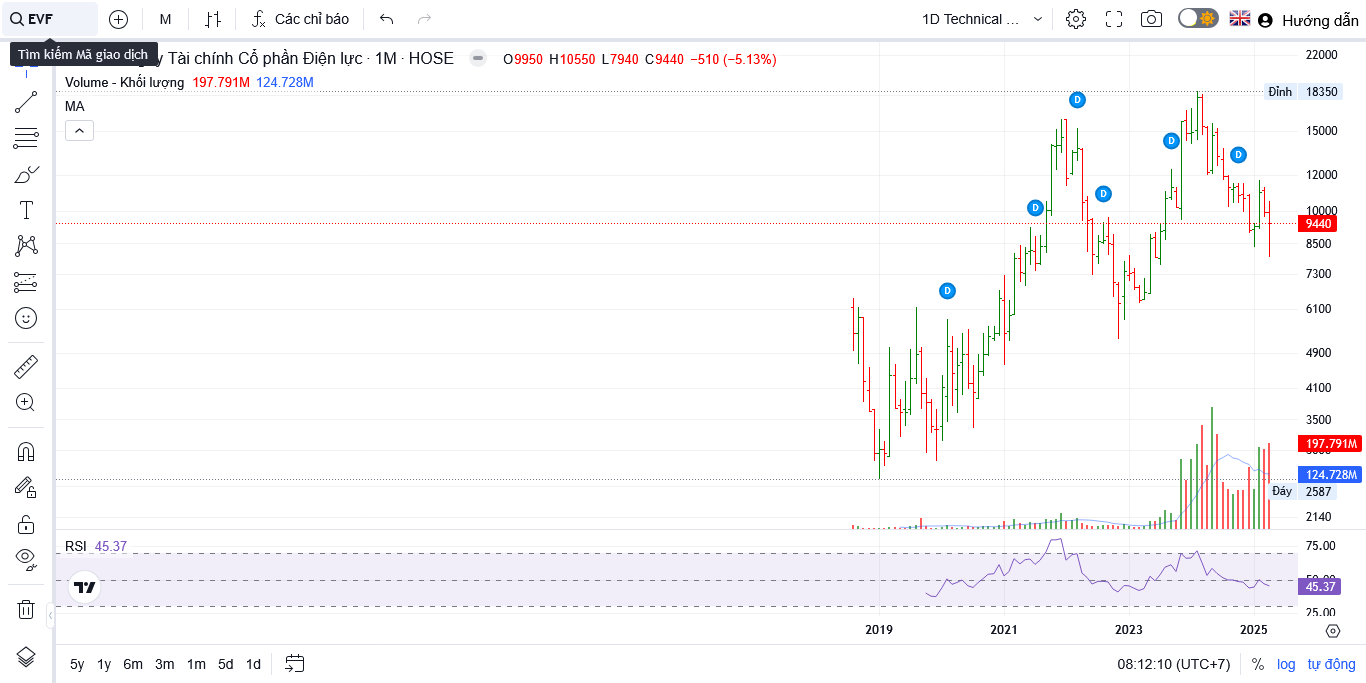 EVF
M
Các chỉ báo
1D Technical ...
Hướng dẫn
Tìm kiếm Mã giao dịch
y Tài chính Cổ phần Điện lực · 1M · HOSE
O9950 H10550 L7940 C9440 −510 (−5.13%)
Volume - Khối lượng 197.791M 124.728M
MA
22000
Đỉnh 18350
15000
12000
10000
9440
8500
7300
6100
4900
4100
3500
197.791M
3000
124.728M
Đáy 2587
2140
D
D
D
D
D
D
RSI 45.37
75.00
50.00
45.37
25.00
2019
2021
2023
2025
5y 1y 6m 3m 1m 5d 1d
08:12:10 (UTC+7)
% log tự động